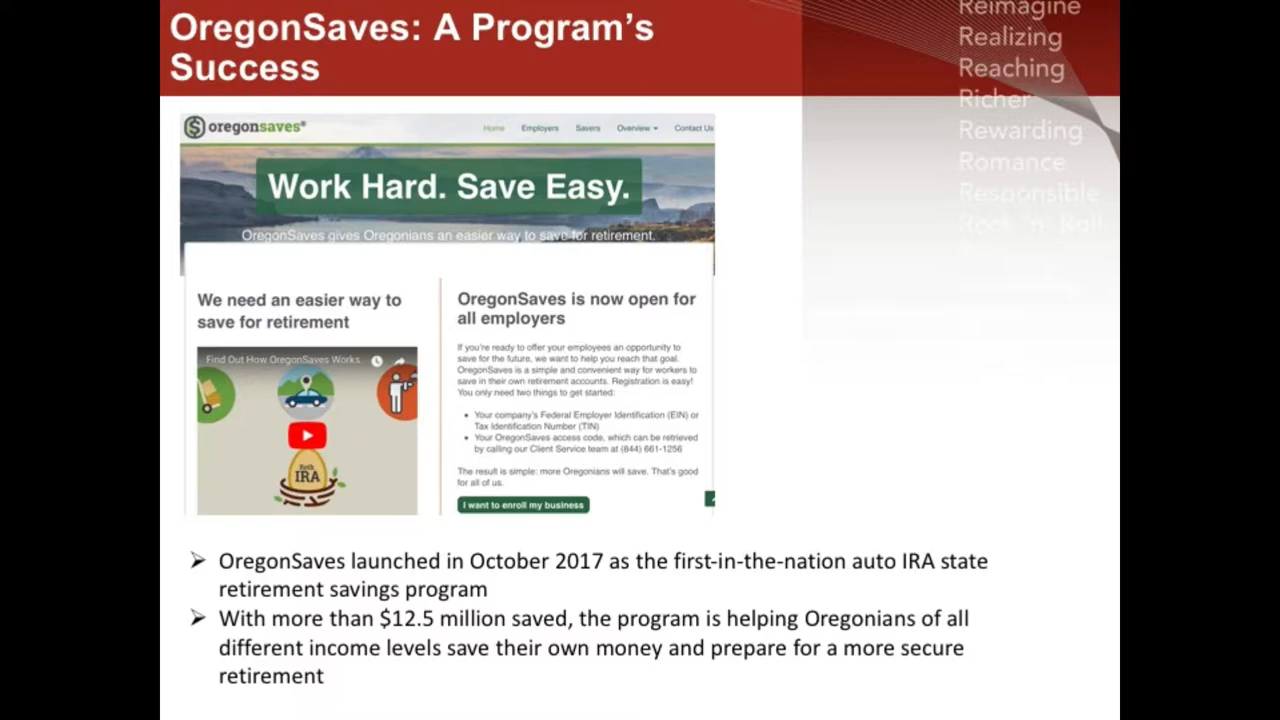 OregonSaves: A Program's
Success
Reimagine
Realizing
Reaching
Richer
Rewarding
Romance
Responsible
Rock 'n' Roll
oregonsaves®
Home Employers Savers Overview Contact Us
Work Hard. Save Easy.
OregonSaves gives Oregonians an easier way to save for retirement.
We need an easier way to
save for retirement
Find Out How OregonSaves Works
Roth
IRA
OregonSaves is now open for
all employers
If you're ready to offer your employees an opportunity to
save for the future, we want to help you reach that goal.
OregonSaves is a simple and convenient way for workers to
save in their own retirement accounts. Registration is easy!
You only need two things to get started:
• Your company's Federal Employer Identification (EIN) or
Tax Identification Number (TIN)
• Your OregonSaves access code, which can be retrieved
by calling our Client Service team at (844) 661-1256
The result is simple: more Oregonians will save. That's good
for all of us.
I want to enroll my business
➢ OregonSaves launched in October 2017 as the first-in-the-nation auto IRA state
retirement savings program
➢ With more than $12.5 million saved, the program is helping Oregonians of all
different income levels save their own money and prepare for a more secure
retirement